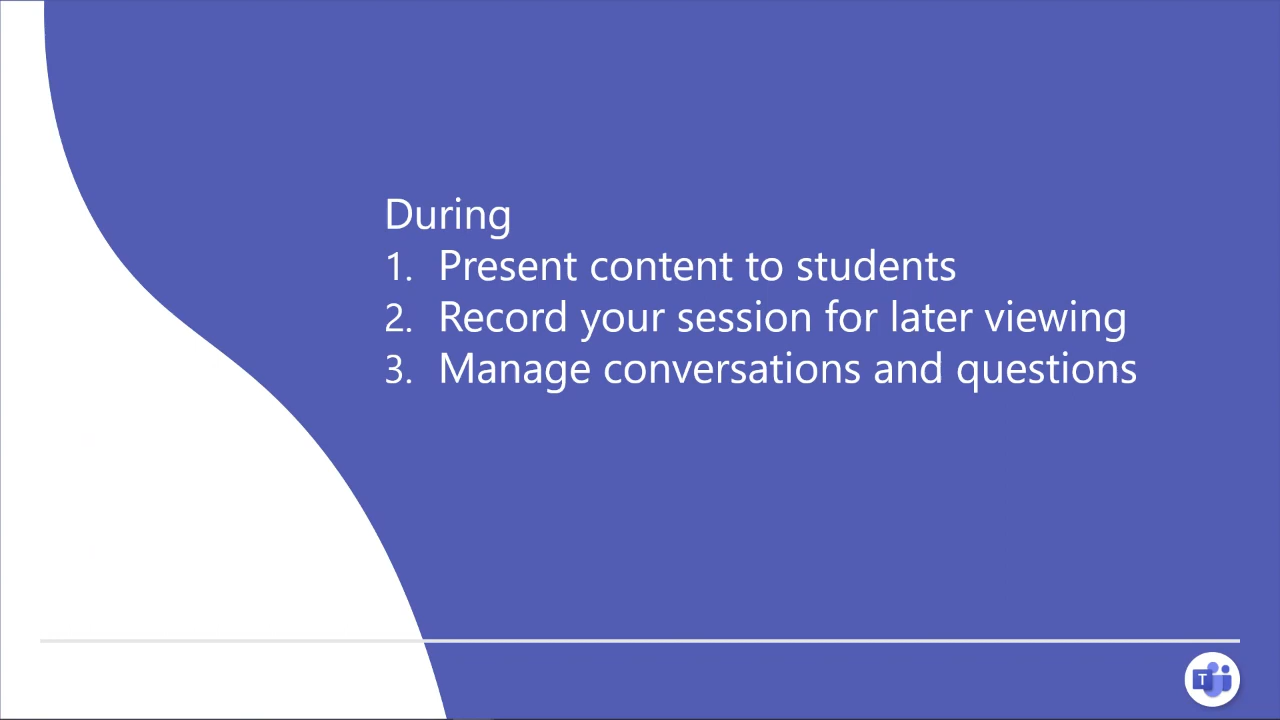 During
1. Present content to students
2. Record your session for later viewing
3. Manage conversations and questions
T